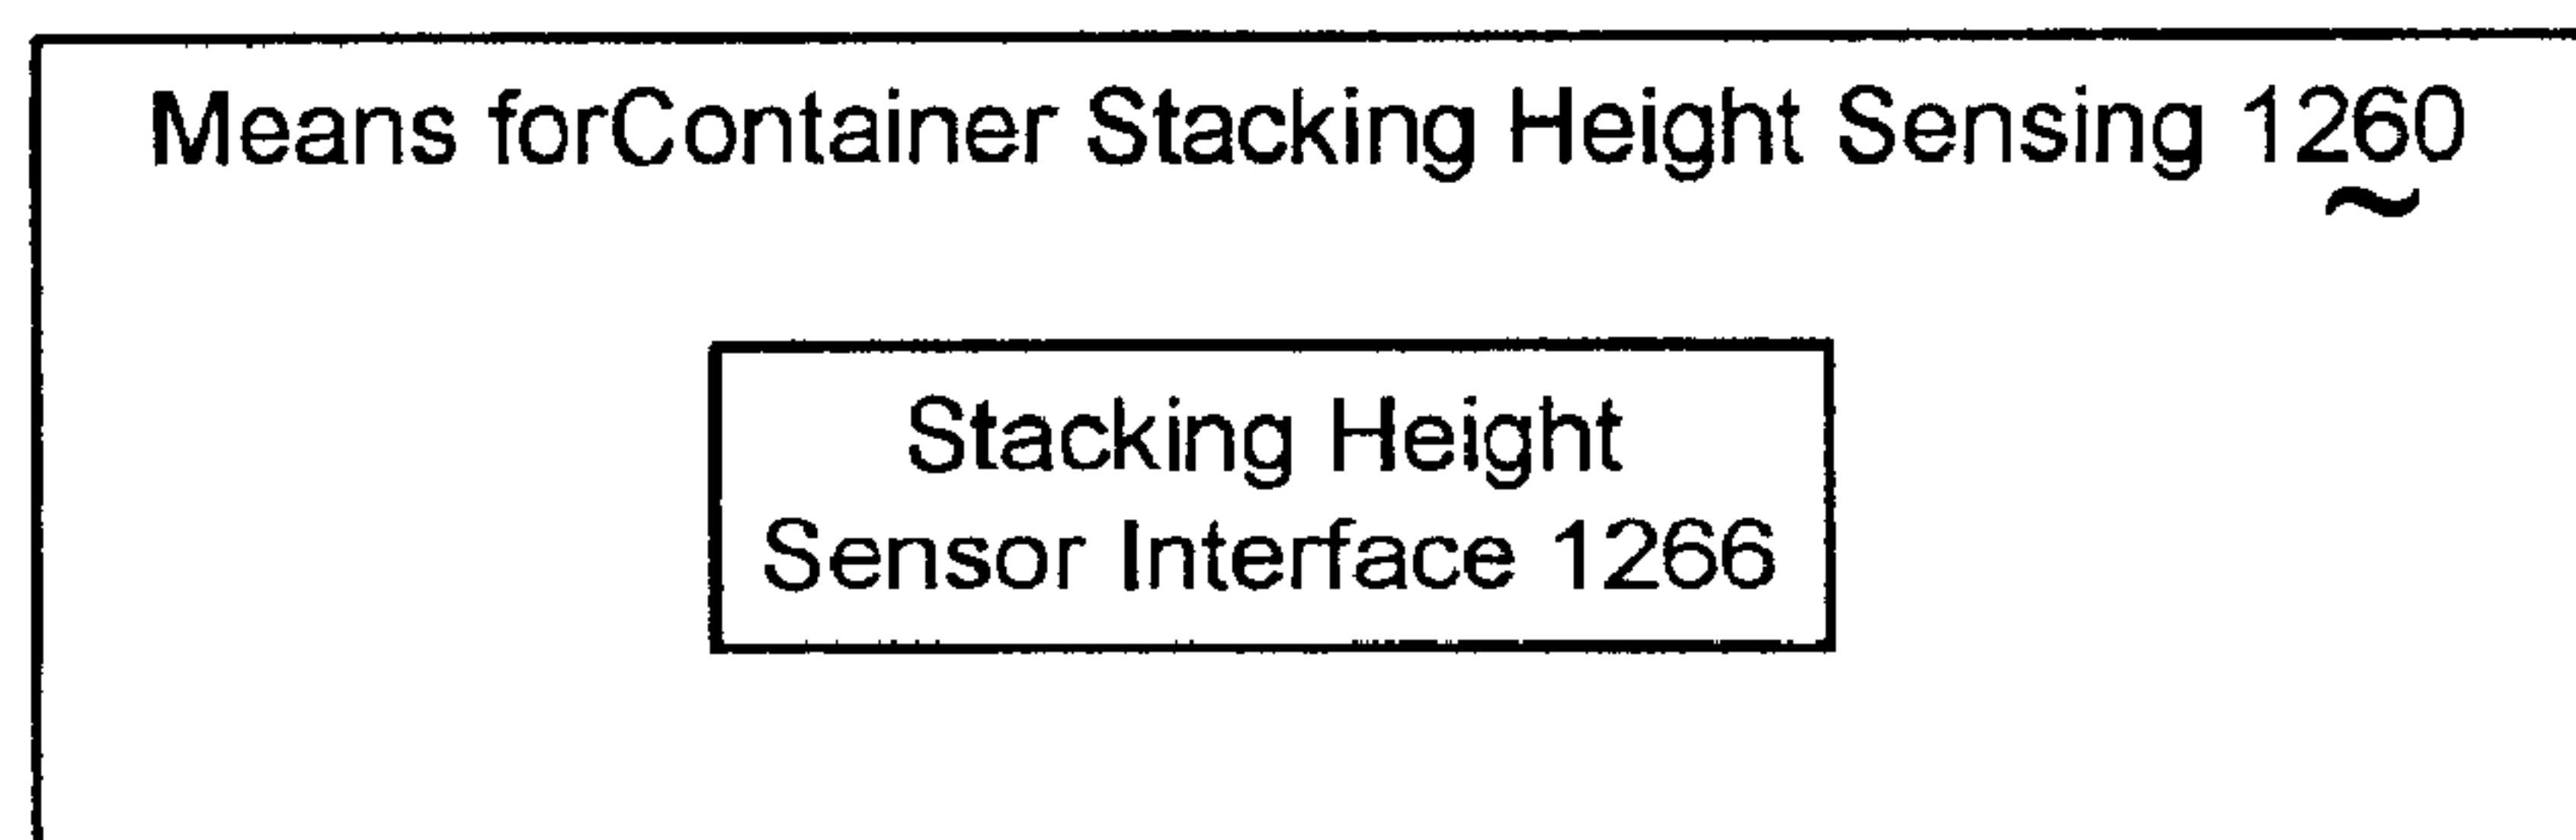 Means forContainer Stacking Height Sensing 1260
Stacking Height
Sensor Interface 1266